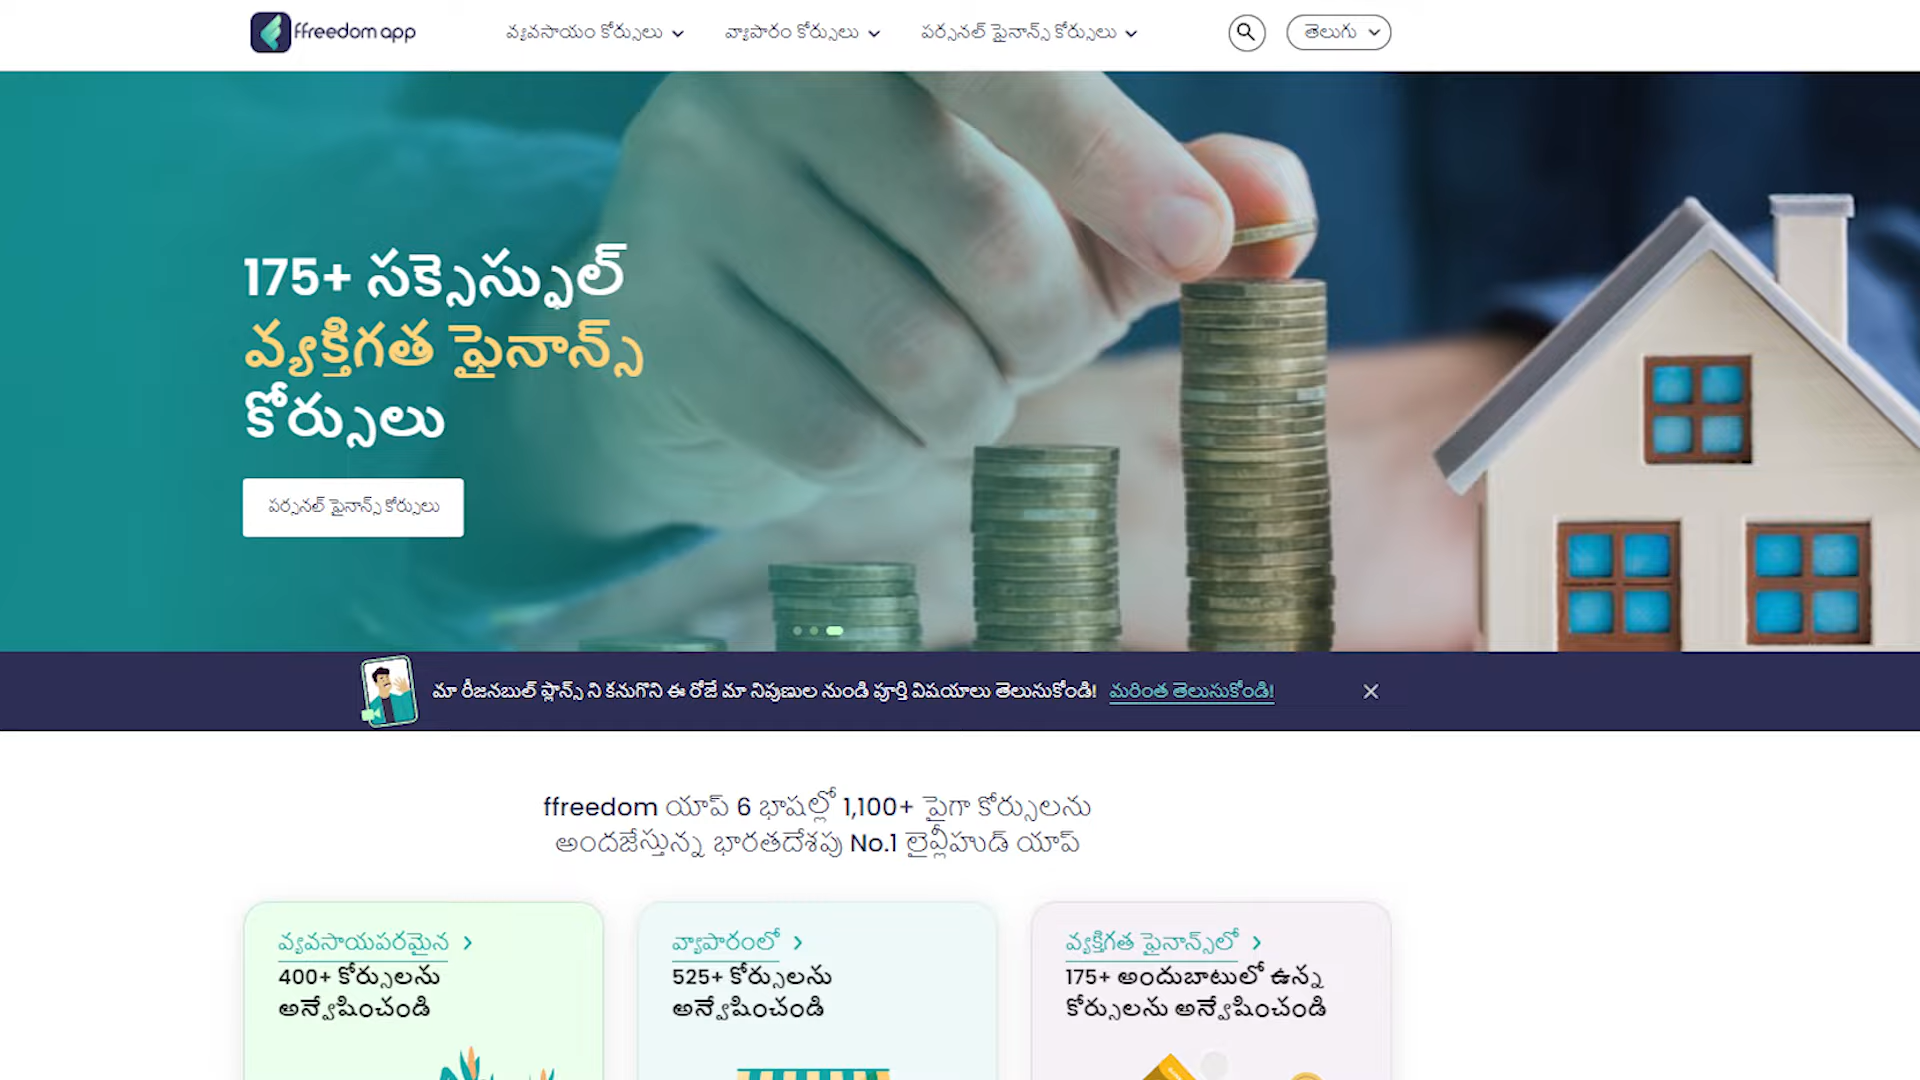 ffreedom app
వ్యవసాయం కోర్సులు
వ్యాపారం కోర్సులు
పర్సనల్ ఫైనాన్స్ కోర్సులు
తెలుగు
175+ సక్సెస్ఫుల్
వ్యక్తిగత ఫైనాన్స్
కోర్సులు
పర్సనల్ ఫైనాన్స్ కోర్సులు
మా రీజనబుల్ ప్లాన్స్ ని కనుగొని ఈ రోజే మా నిపుణుల నుండి పూర్తి విషయాలు తెలుసుకోండి! మరింత తెలుసుకోండి!
ffreedom యాప్ 6 భాషల్లో 1,100+ పైగా కోర్సులను
అందజేస్తున్న భారతదేశపు No.1 లైవ్లీహుడ్ యాప్
వ్యవసాయపరమైన
400+ కోర్సులను
అన్వేషించండి
వ్యాపారంలో
525+ కోర్సులను
అన్వేషించండి
వ్యక్తిగత ఫైనాన్స్‌లో
175+ అందుబాటులో ఉన్న
కోర్సులను అన్వేషించండి